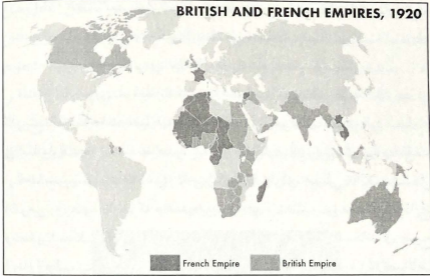 BRITISH AND FRENCH EMPIRES, 1920
French Empire British Empire